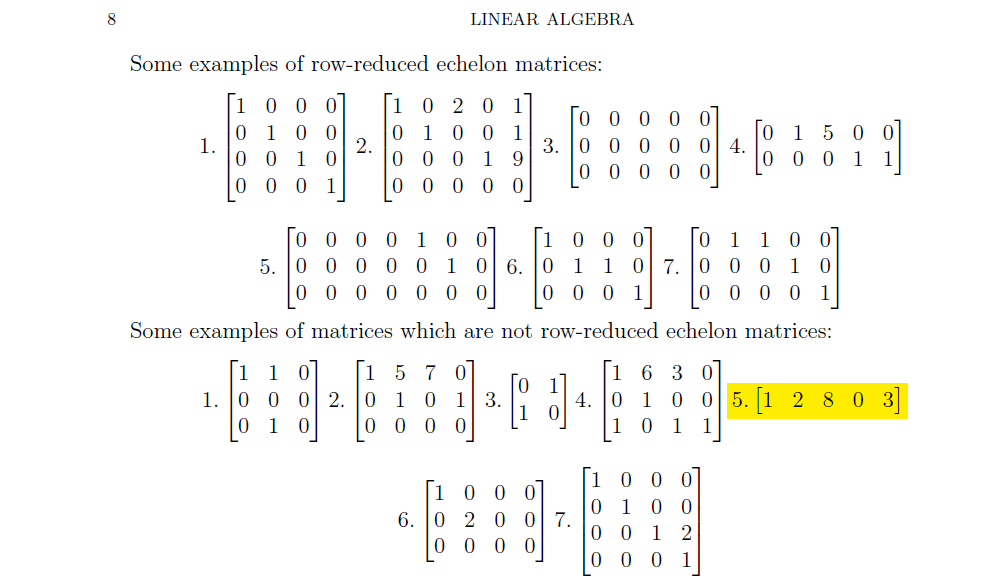 8 LINEAR ALGEBRA
Some examples of row-reduced echelon matrices:
1. [1 0 0 0; 0 1 0 0; 0 0 1 0; 0 0 0 1] 2. [1 0 2 0 1; 0 1 0 0 1; 0 0 0 1 9; 0 0 0 0 0] 3. [0 0 0 0 0; 0 0 0 0 0; 0 0 0 0 0] 4. [0 1 5 0 0; 0 0 0 1 1]
5. [0 0 0 0 1 0 0; 0 0 0 0 0 1 0; 0 0 0 0 0 0 0] 6. [1 0 0 0; 0 1 1 0; 0 0 0 1] 7. [0 1 1 0 0; 0 0 0 1 0; 0 0 0 0 1]
Some examples of matrices which are not row-reduced echelon matrices:
1. [1 1 0; 0 0 0; 0 1 0] 2. [1 5 7 0; 0 1 0 1; 0 0 0 0] 3. [0 1; 1 0] 4. [1 6 3 0; 0 1 0 0; 1 0 1 1] 5. [1 2 8 0 3]
6. [1 0 0 0; 0 2 0 0; 0 0 0 0] 7. [1 0 0 0; 0 1 0 0; 0 0 1 2; 0 0 0 1]